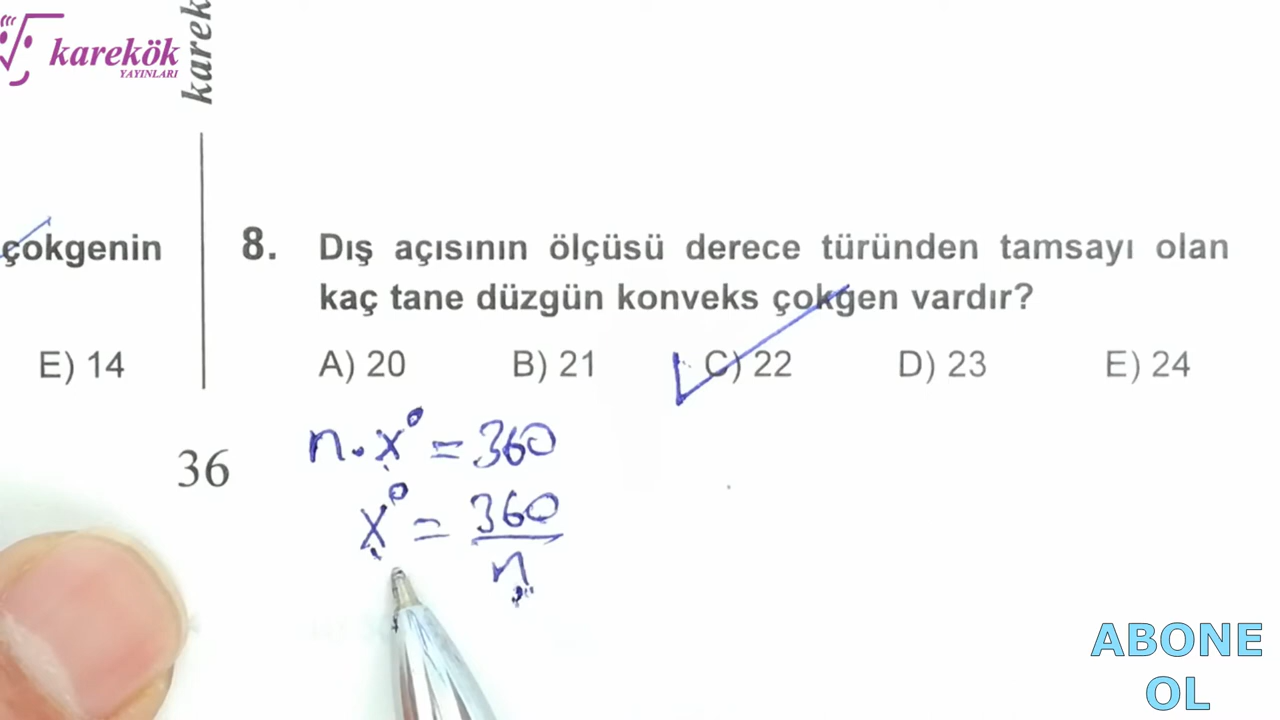 karekök
YAYINLARI
karek
çokgenin
E) 14
36
8. Dış açısının ölçüsü derece türünden tamsayı olan
kaç tane düzgün konveks çokgen vardır?
A) 20 B) 21 C) 22 D) 23 E) 24
n · x° = 360
x° = 360
n
ABONE
OL